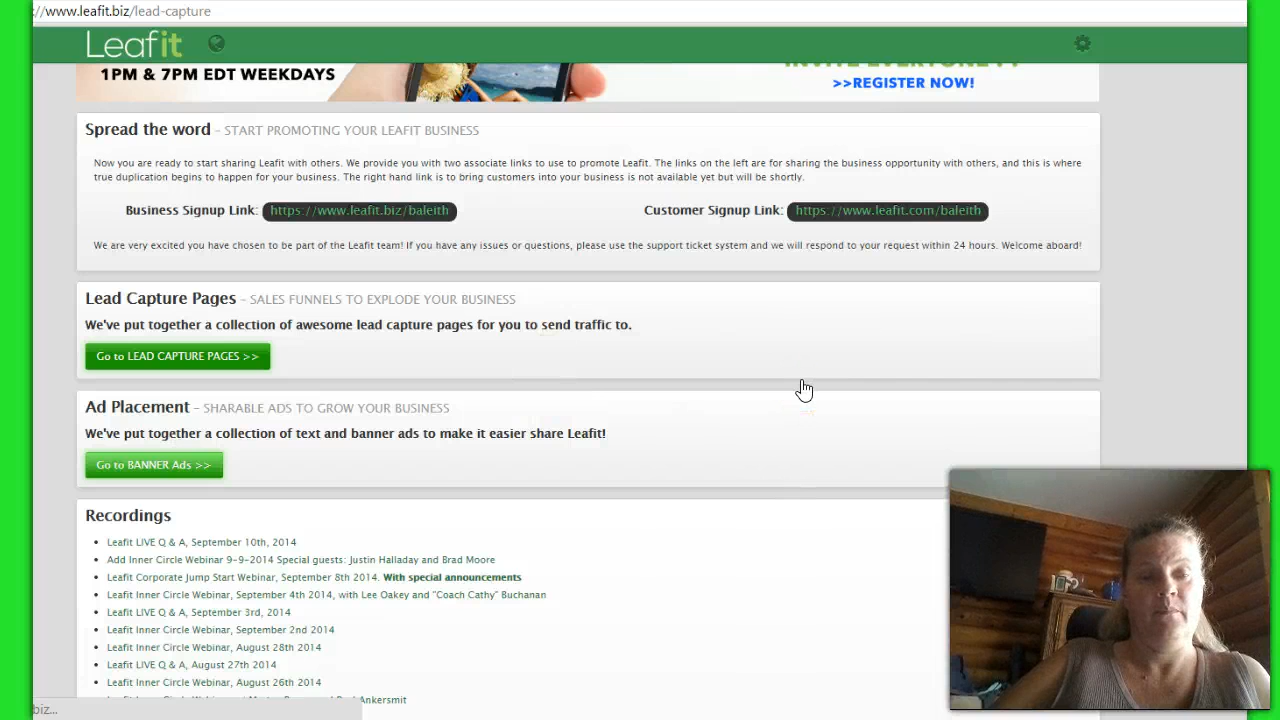 ://www.leafit.biz/lead-capture
Leafit
1PM & 7PM EDT WEEKDAYS
INVITE EVERYONE
>>REGISTER NOW!
Spread the word - START PROMOTING YOUR LEAFIT BUSINESS
Now you are ready to start sharing Leafit with others. We provide you with two associate links to use to promote Leafit. The links on the left are for sharing the business opportunity with others, and this is where
true duplication begins to happen for your business. The right hand link is to bring customers into your business is not available yet but will be shortly.
Business Signup Link: https://www.leafit.biz/baleith
Customer Signup Link: https://www.leafit.com/baleith
We are very excited you have chosen to be part of the Leafit team! If you have any issues or questions, please use the support ticket system and we will respond to your request within 24 hours. Welcome aboard!
Lead Capture Pages - SALES FUNNELS TO EXPLODE YOUR BUSINESS
We've put together a collection of awesome lead capture pages for you to send traffic to.
Go to LEAD CAPTURE PAGES >>
Ad Placement - SHARABLE ADS TO GROW YOUR BUSINESS
We've put together a collection of text and banner ads to make it easier share Leafit!
Go to BANNER Ads >>
Recordings
Leafit LIVE Q & A, September 10th, 2014
Add Inner Circle Webinar 9-9-2014 Special guests: Justin Halladay and Brad Moore
Leafit Corporate Jump Start Webinar, September 8th 2014. With special announcements
Leafit Inner Circle Webinar, September 4th 2014, with Lee Oakey and "Coach Cathy" Buchanan
Leafit LIVE Q & A, September 3rd, 2014
Leafit Inner Circle Webinar, September 2nd 2014
Leafit Inner Circle Webinar, August 28th 2014
Leafit LIVE Q & A, August 27th 2014
Leafit Inner Circle Webinar, August 26th 2014
Ankersmit
biz...